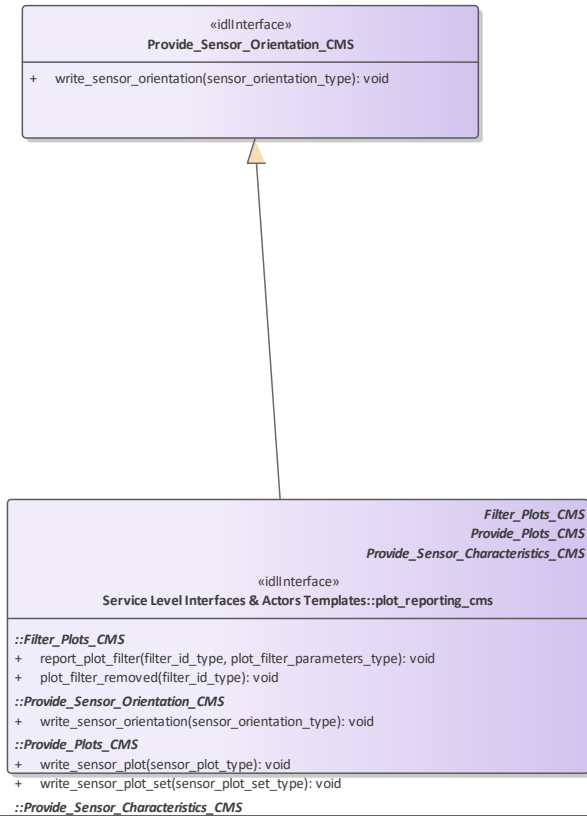 «idlInterface»
Provide_Sensor_Orientation_CMS
+ write_sensor_orientation(sensor_orientation_type): void
Filter_Plots_CMS
Provide_Plots_CMS
Provide_Sensor_Characteristics_CMS
«idlInterface»
Service Level Interfaces & Actors Templates::plot_reporting_cms
::Filter_Plots_CMS
+ report_plot_filter(filter_id_type, plot_filter_parameters_type): void
+ plot_filter_removed(filter_id_type): void
::Provide_Sensor_Orientation_CMS
+ write_sensor_orientation(sensor_orientation_type): void
::Provide_Plots_CMS
+ write_sensor_plot(sensor_plot_type): void
+ write_sensor_plot_set(sensor_plot_set_type): void
::Provide_Sensor_Characteristics_CMS